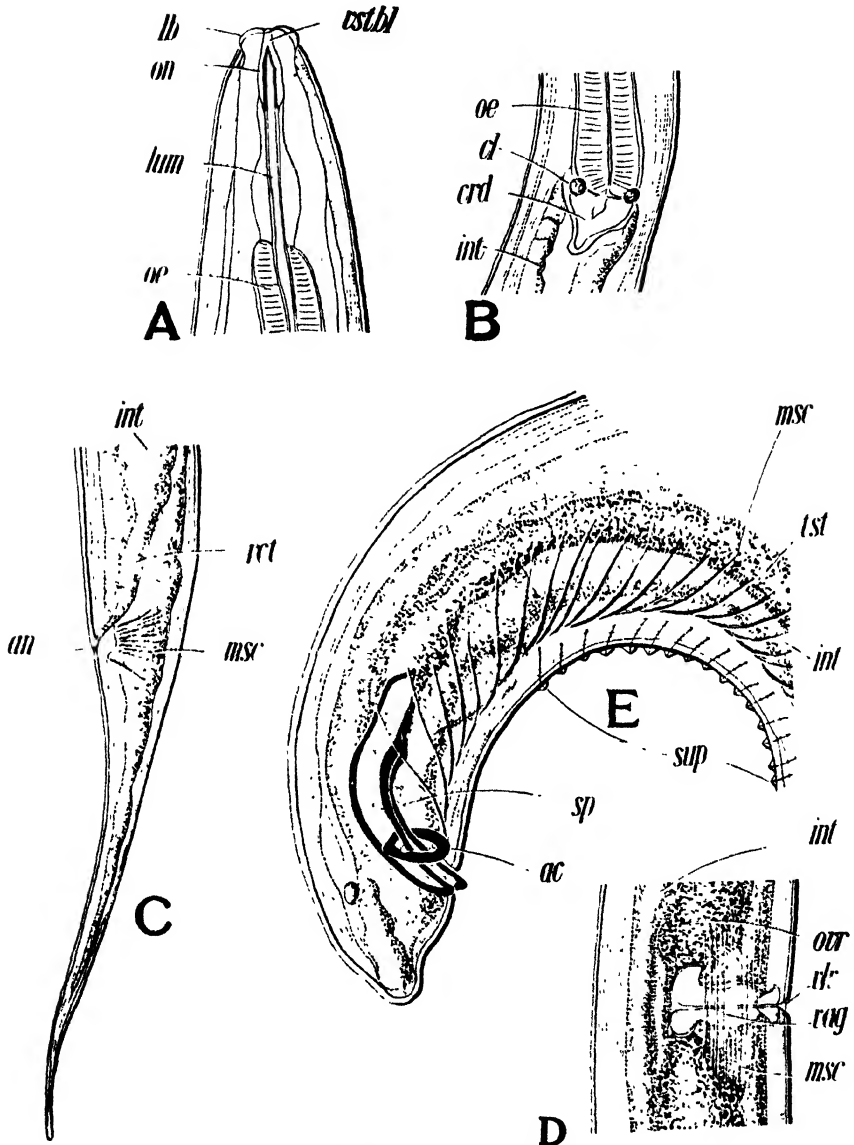 lb
vstbl
on
lum
oe
A
oe
cl
crd
int
B
int
rct
an
msc
C
msc
tst
int
E
sup
sp
ac
int
ovr
vlv
vag
msc
D